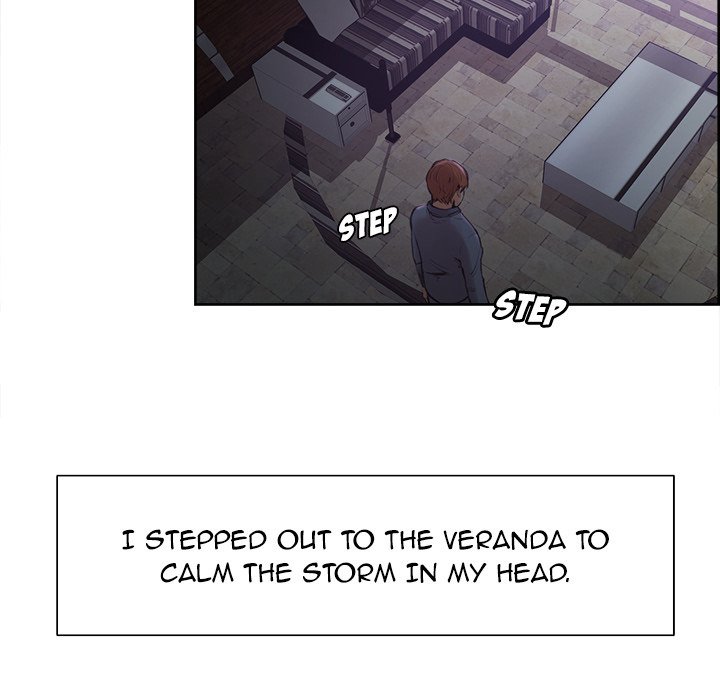 STEP
STEP
I STEPPED OUT TO THE VERANDA TO
CALM THE STORM IN MY HEAD.